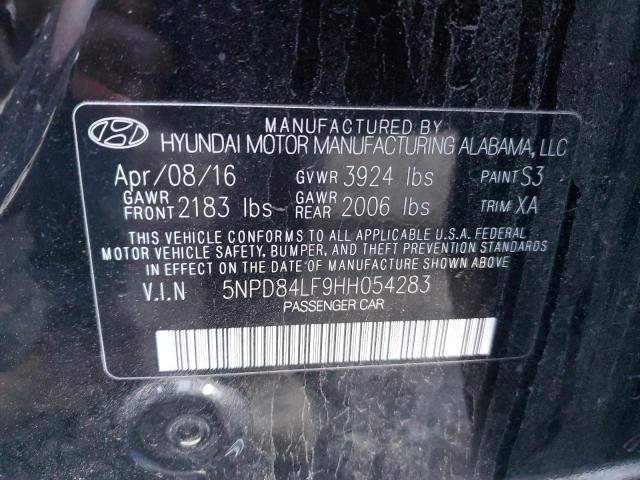 MANUFACTURED BY
HYUNDAI MOTOR MANUFACTURING ALABAMA, LLC
Apr/08/16 GVWR 3924 lbs PAINT S3
GAWR FRONT 2183 lbs GAWR REAR 2006 lbs TRIM XA
THIS VEHICLE CONFORMS TO ALL APPLICABLE U.S.A. FEDERAL
MOTOR VEHICLE SAFETY, BUMPER, AND THEFT PREVENTION STANDARDS
IN EFFECT ON THE DATE OF MANUFACTURE SHOWN ABOVE.
V.I.N 5NPD84LF9HH054283
PASSENGER CAR